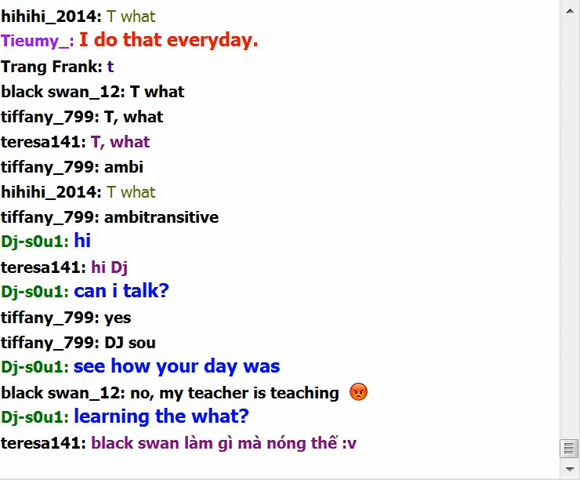 hihihi_2014: T what
Tieumy_: I do that everyday.
Trang Frank: t
black swan_12: T what
tiffany_799: T, what
teresa141: T, what
tiffany_799: ambi
hihihi_2014: T what
tiffany_799: ambitransitive
Dj-s0u1: hi
teresa141: hi Dj
Dj-s0u1: can i talk?
tiffany_799: yes
tiffany_799: DJ sou
Dj-s0u1: see how your day was
black swan_12: no, my teacher is teaching
Dj-s0u1: learning the what?
teresa141: black swan làm gì mà nóng thế :v